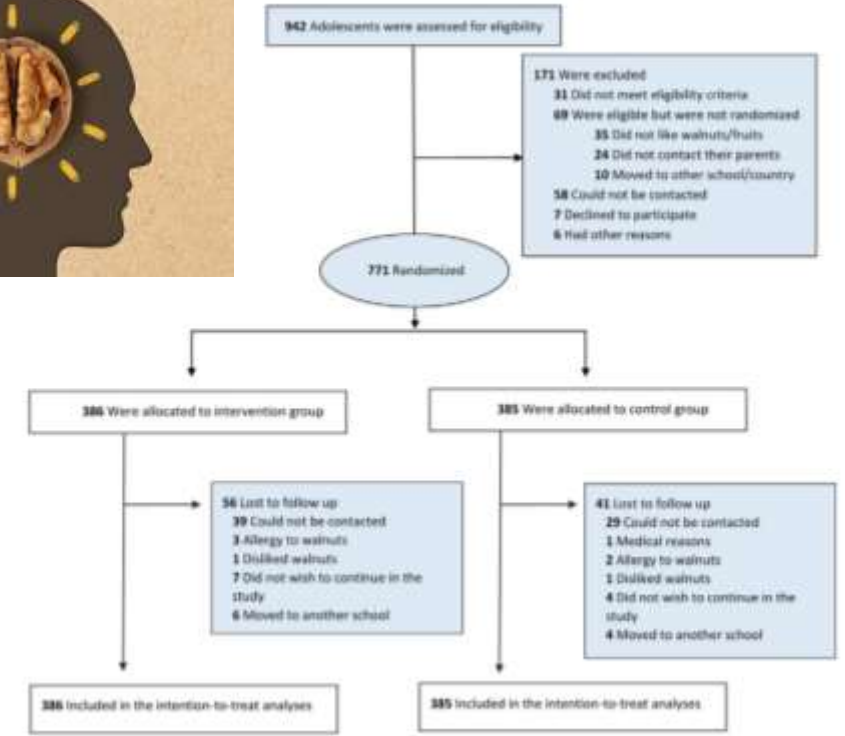 942 Adolescents were assessed for eligibility
171 Were excluded
31 Did not meet eligibility criteria
69 Were eligible but were not randomized
35 Did not like walnuts/fruits
24 Did not contact their parents
10 Moved to other school/country
58 Could not be contacted
7 Declined to participate
6 Had other reasons
771 Randomized
386 Were allocated to intervention group
385 Were allocated to control group
56 Lost to follow up
39 Could not be contacted
3 Allergy to walnuts
1 Disliked walnuts
7 Did not wish to continue in the
study
6 Moved to another school
41 Lost to follow up
29 Could not be contacted
1 Medical reasons
2 Allergy to walnuts
1 Disliked walnuts
4 Did not wish to continue in the
study
4 Moved to another school
386 Included in the intention-to-treat analyses
385 Included in the intention-to-treat analyses